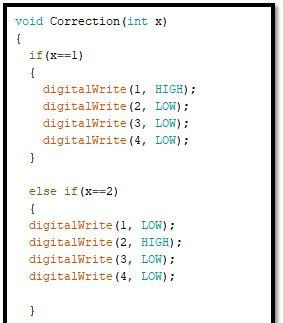 void Correction(int x)
{
if(x==1)
{
digitalWrite(1, HIGH);
digitalWrite(2, LOW);
digitalWrite(3, LOW);
digitalWrite(4, LOW);
}
else if(x==2)
{
digitalWrite(1, LOW);
digitalWrite(2, HIGH);
digitalWrite(3, LOW);
digitalWrite(4, LOW);
}